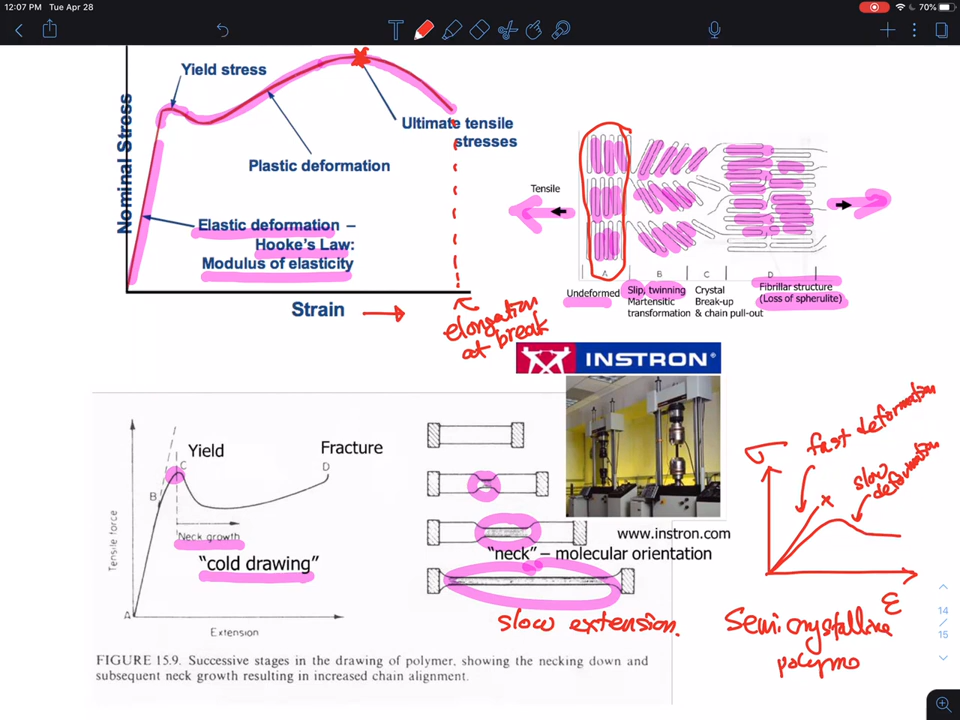 12:07 PM Tue Apr 28
70%
Yield stress
Ultimate tensile
stresses
Plastic deformation
Elastic deformation –
Hooke's Law:
Modulus of elasticity
Nominal Stress
Strain
elongation
at break
Tensile
A
B
C
D
Undeformed
Slip, twinning
Martensitic
transformation
Crystal
Break-up
& chain pull-out
Fibrillar structure
(Loss of spherulite)
INSTRON®
Yield
Fracture
C
D
B
A
Neck growth
"cold drawing"
Tensile force
Extension
www.instron.com
"neck" – molecular orientation
slow extension.
FIGURE 15.9. Successive stages in the drawing of polymer, showing the necking down and
subsequent neck growth resulting in increased chain alignment.
σ
fast deformation
slow
deformation
x
ε
Semicrystalline
polyme
14
/
15